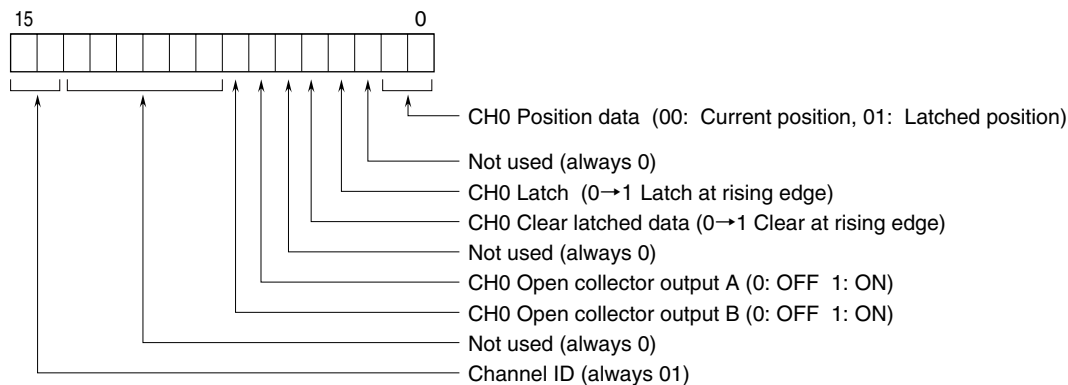 15 0
CH0 Position data (00: Current position, 01: Latched position)
Not used (always 0)
CH0 Latch (0→1 Latch at rising edge)
CH0 Clear latched data (0→1 Clear at rising edge)
Not used (always 0)
CH0 Open collector output A (0: OFF 1: ON)
CH0 Open collector output B (0: OFF 1: ON)
Not used (always 0)
Channel ID (always 01)